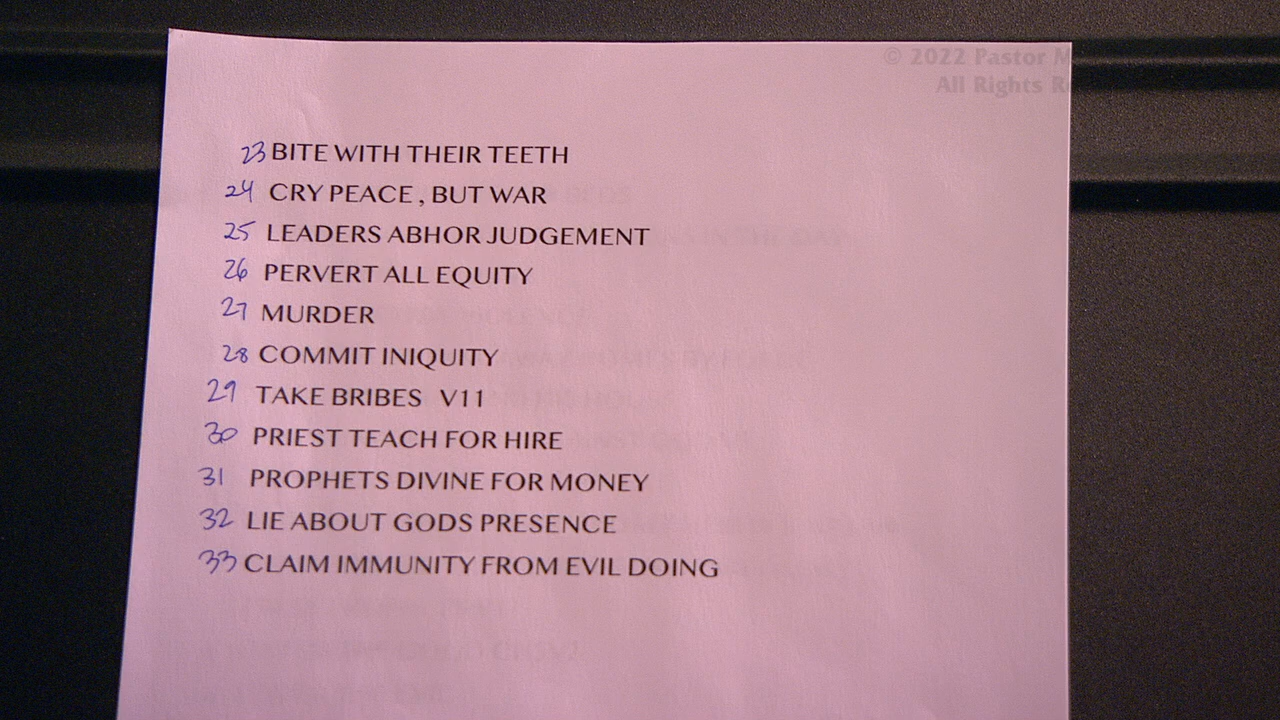 © 2022 Pastor
All Rights
23 BITE WITH THEIR TEETH
24 CRY PEACE , BUT WAR
25 LEADERS ABHOR JUDGEMENT
26 PERVERT ALL EQUITY
27 MURDER
28 COMMIT INIQUITY
29 TAKE BRIBES V11
30 PRIEST TEACH FOR HIRE
31 PROPHETS DIVINE FOR MONEY
32 LIE ABOUT GODS PRESENCE
33 CLAIM IMMUNITY FROM EVIL DOING